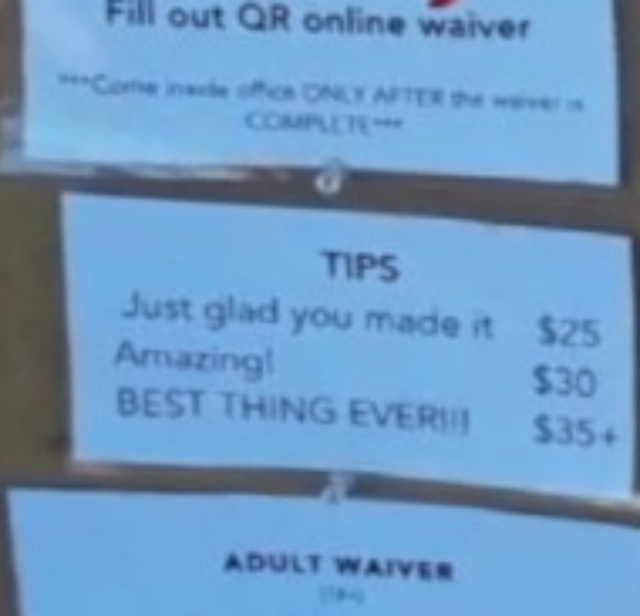 Fill out QR online waiver
***Come inside office ONLY AFTER the waiver is
COMPLETE***
TIPS
Just glad you made it $25
Amazing! $30
BEST THING EVER!!! $35+
ADULT WAIVER
(18+)